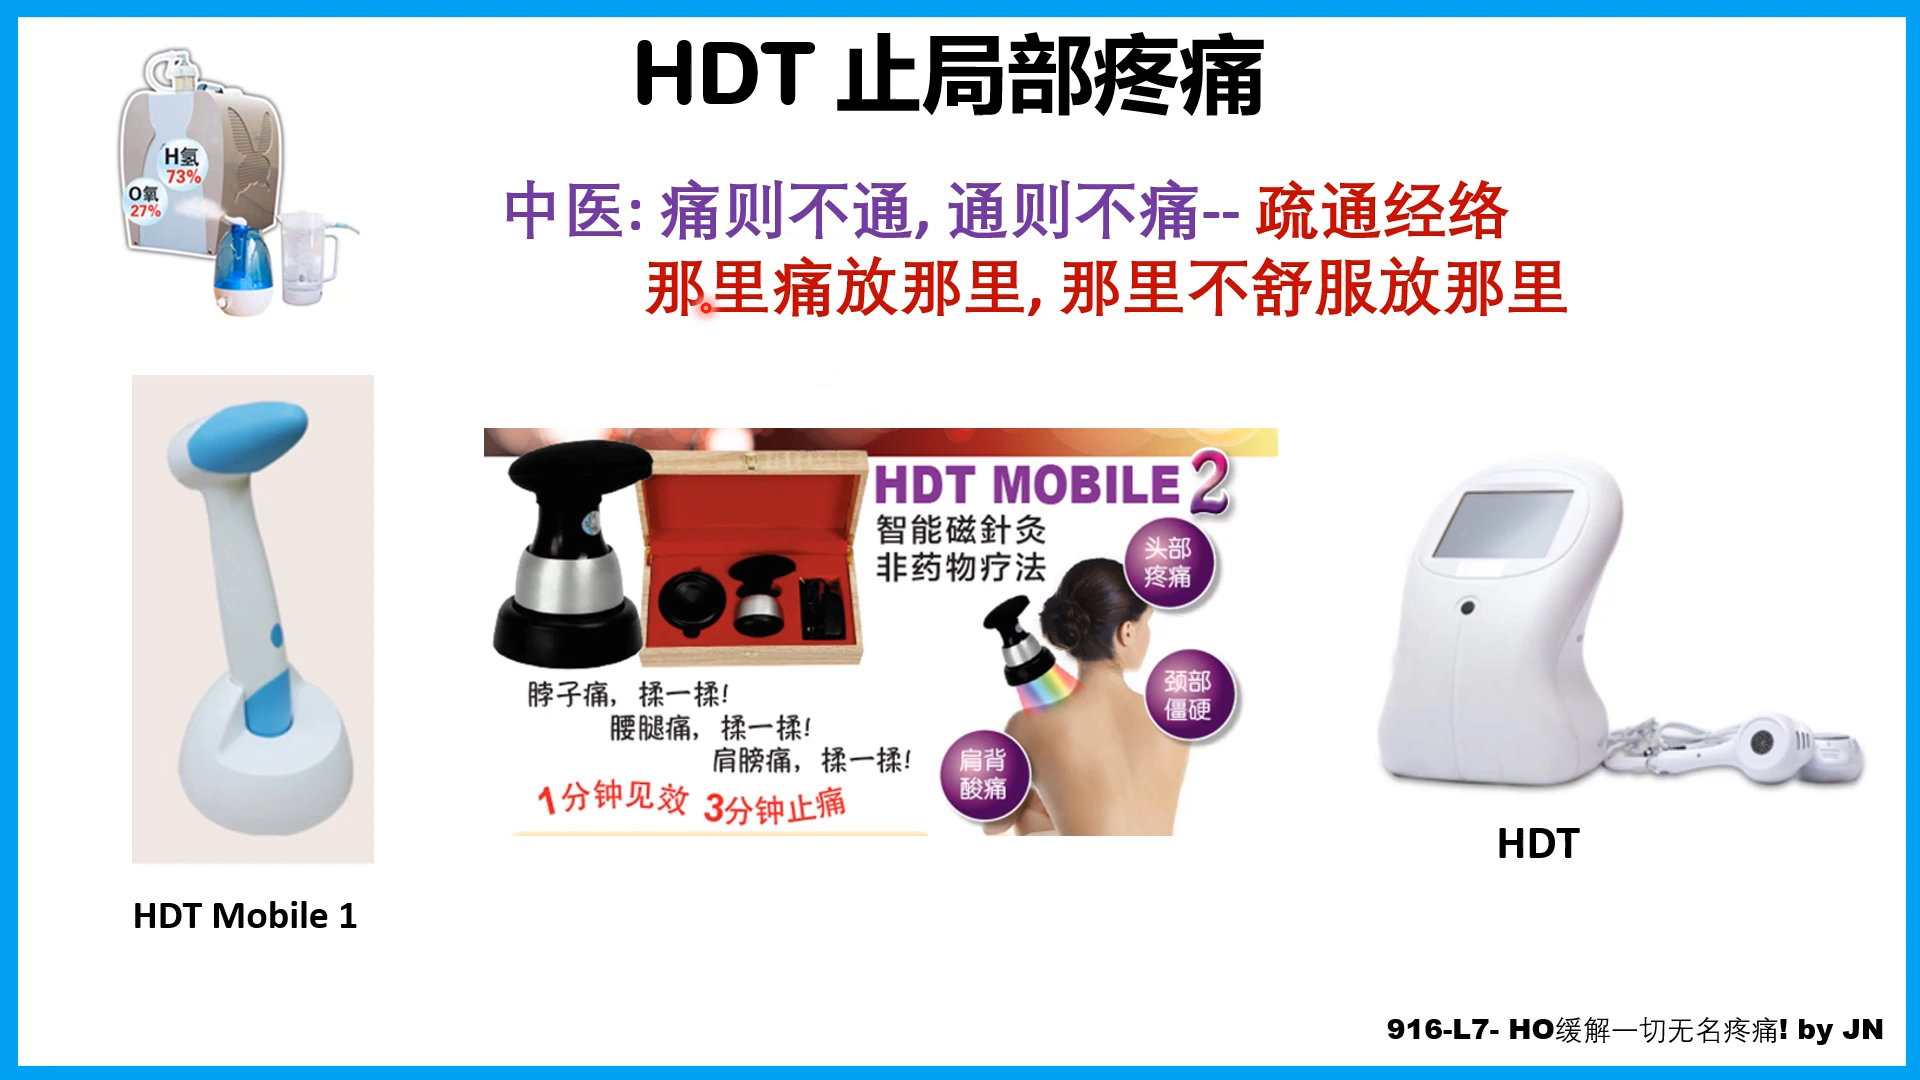 HDT 止局部疼痛
H氢
73%
O氧
27%
中医: 痛则不通, 通则不痛-- 疏通经络
那里痛放那里, 那里不舒服放那里
HDT MOBILE 2
智能磁針灸
非药物疗法
头部
疼痛
颈部
僵硬
肩背
酸痛
脖子痛, 揉一揉!
腰腿痛, 揉一揉!
肩膀痛, 揉一揉!
1分钟见效 3分钟止痛
HDT
HDT Mobile 1
916-L7- HO缓解一切无名疼痛! by JN